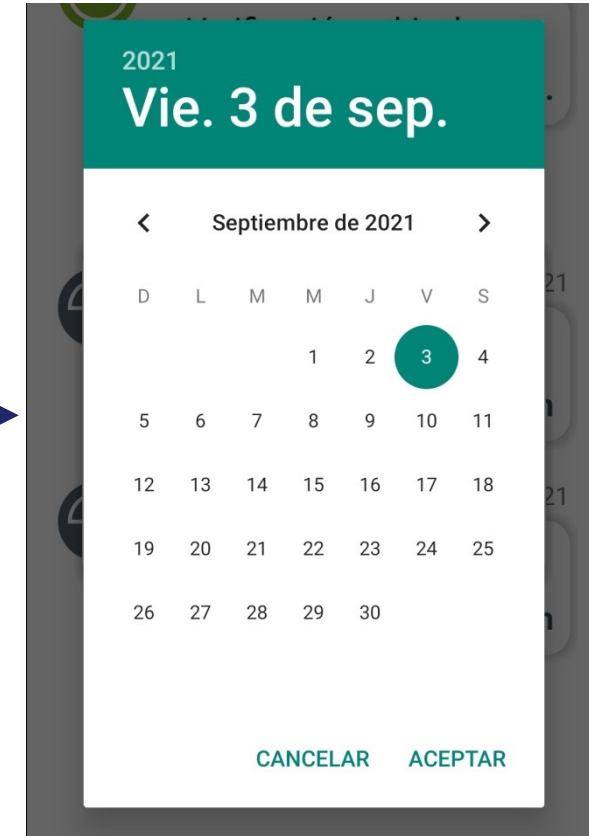 2021
Vie. 3 de sep.
Septiembre de 2021
D L M M J V S
1 2 3 4
5 6 7 8 9 10 11
12 13 14 15 16 17 18
19 20 21 22 23 24 25
26 27 28 29 30
CANCELAR ACEPTAR